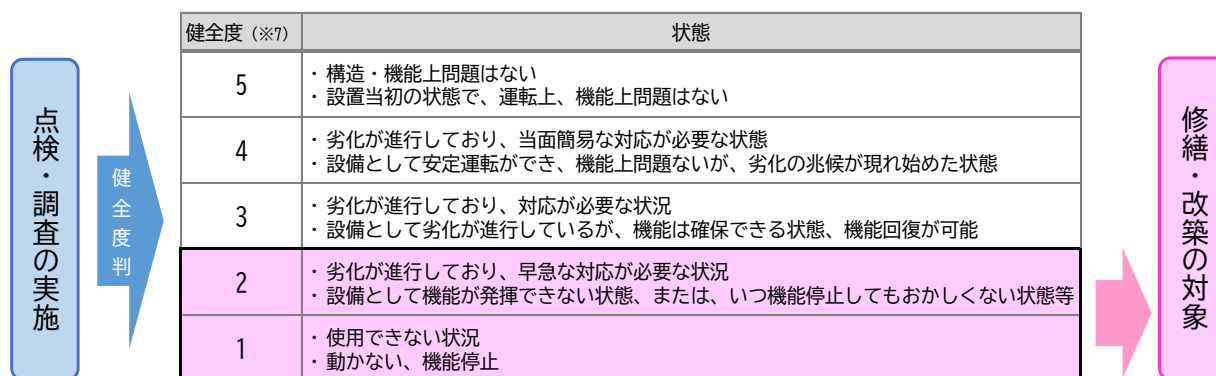 点検・調査の実施
健全度判
健全度（※7） 状態
5
・構造・機能上問題はない
・設置当初の状態で、運転上、機能上問題はない
4
・劣化が進行しており、当面簡易な対応が必要な状態
・設備として安定運転ができ、機能上問題ないが、劣化の兆候が現れ始めた状態
3
・劣化が進行しており、対応が必要な状況
・設備として劣化が進行しているが、機能は確保できる状態、機能回復が可能
2
・劣化が進行しており、早急な対応が必要な状況
・設備として機能が発揮できない状態、または、いつ機能停止してもおかしくない状態等
1
・使用できない状況
・動かない、機能停止
修繕・改築の対象